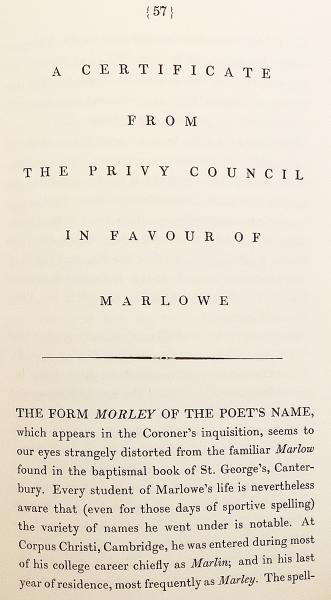 {57}
A CERTIFICATE
FROM
THE PRIVY COUNCIL
IN FAVOUR OF
MARLOWE
THE FORM MORLEY OF THE POET'S NAME,
which appears in the Coroner's inquisition, seems to
our eyes strangely distorted from the familiar Marlow
found in the baptismal book of St. George's, Canter-
bury. Every student of Marlowe's life is nevertheless
aware that (even for those days of sportive spelling)
the variety of names he went under is notable. At
Corpus Christi, Cambridge, he was entered during most
of his college career chiefly as Marlin; and in his last
year of residence, most frequently as Marley. The spell-